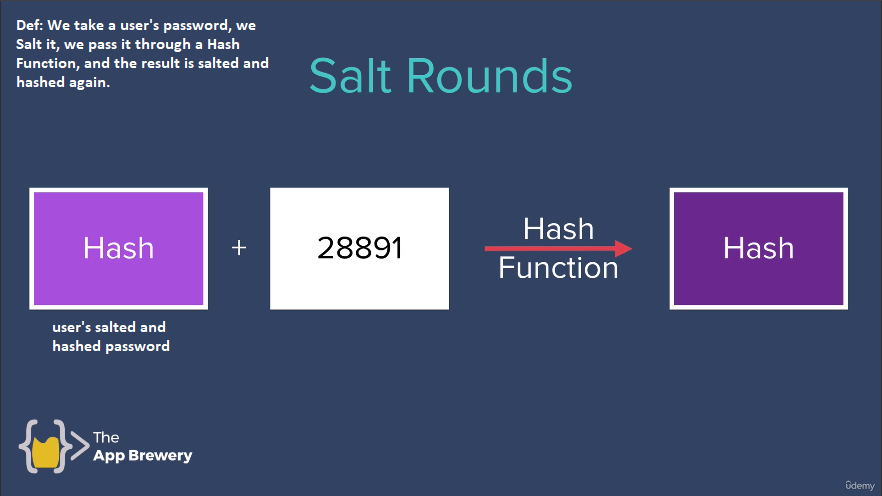 Def: We take a user's password, we
Salt it, we pass it through a Hash
Function, and the result is salted and
hashed again.
Salt Rounds
Hash
+
28891
Hash
Function
Hash
user's salted and
hashed password
The
App Brewery
ûdemy